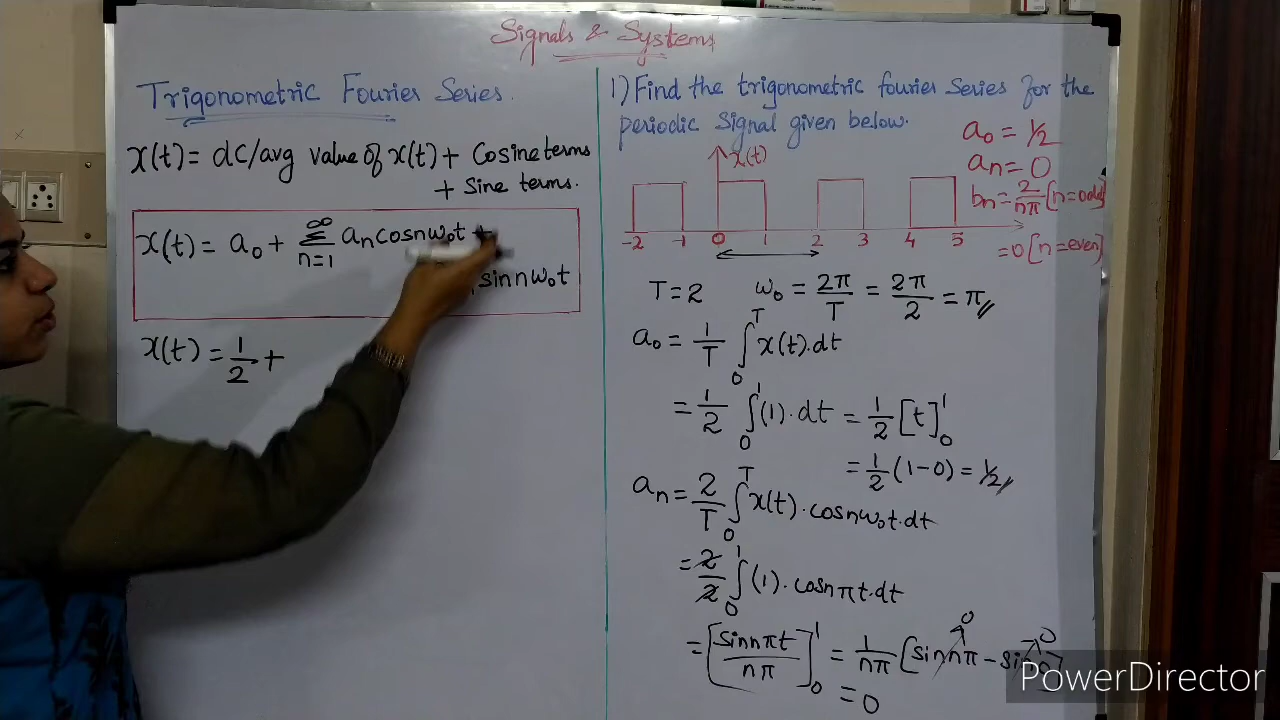 Signals & Systems
Trigonometric Fourier Series.
x(t) = dc/avg value of x(t) + Cosine terms
+ Sine terms.
x(t) = a₀ + ∞Σn=1 aₙcosnω₀t +
sinnω₀t
x(t) = 1/2 +
1) Find the trigonometric fourier Series for the
periodic Signal given below.
a₀ = 1/2
aₙ = 0
bₙ = 2/nπ [n=odd]
= 0 [n=even]
x(t)
-2 -1 0 1 2 3 4 5
T = 2 ω₀ = 2π/T = 2π/2 = π
a₀ = 1/T ∫₀ᵀ x(t).dt
= 1/2 ∫₀¹ (1).dt = 1/2 [t]₀¹
= 1/2 (1-0) = 1/2
aₙ = 2/T ∫₀ᵀ x(t).cosnω₀t.dt
= 2/2 ∫₀¹ (1).cosnπt.dt
= [sinnπt/nπ]₀¹ = 1/nπ [sinnπ - 0 0
= 0
PowerDirector